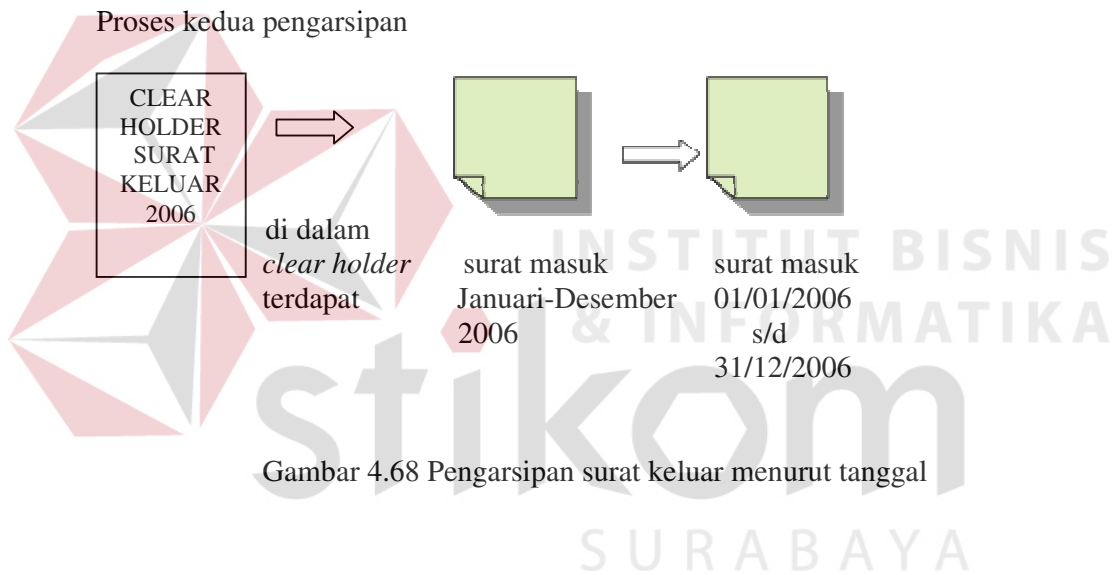 Proses kedua pengarsipan
CLEAR
HOLDER
SURAT
KELUAR
2006
di dalam
clear holder
terdapat
surat masuk
Januari-Desember
2006
surat masuk
01/01/2006
s/d
31/12/2006
INSTITUT BISNIS
& INFORMATIKA
stikom
SURABAYA
Gambar 4.68 Pengarsipan surat keluar menurut tanggal